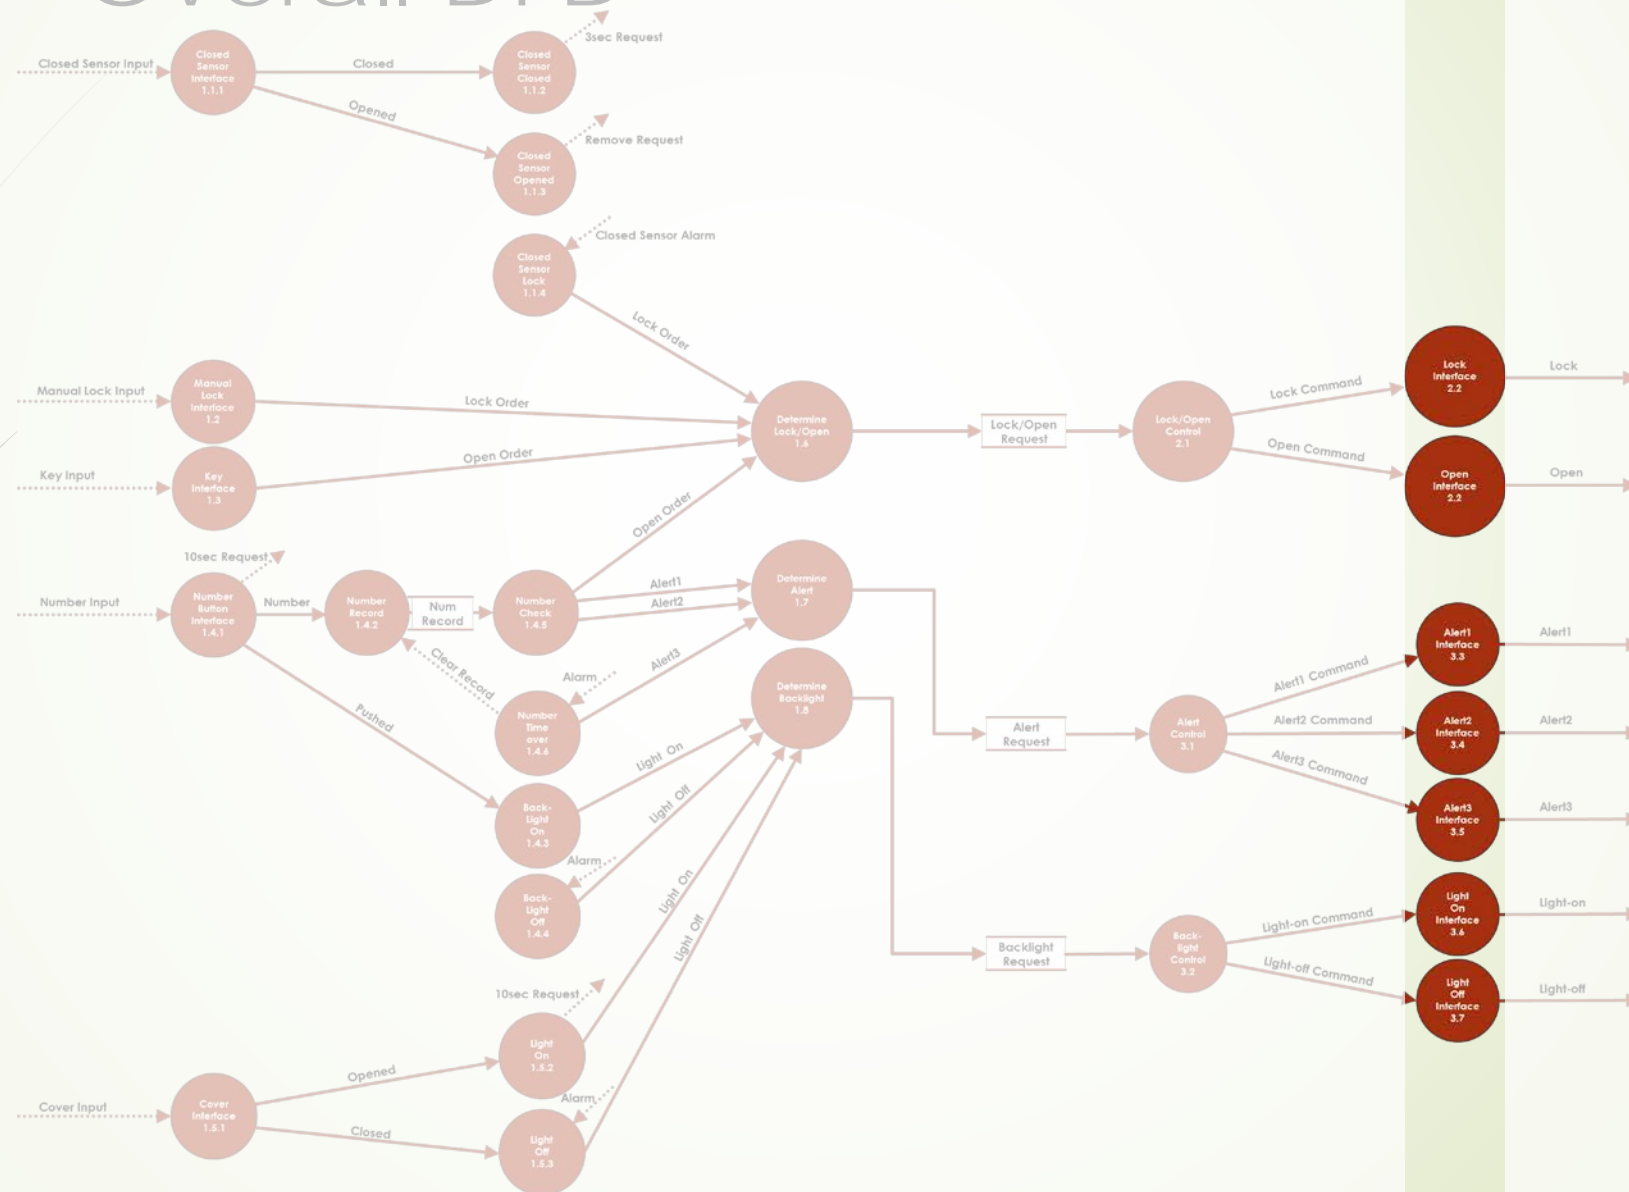 Overall DFD
3sec Request
Closed Sensor Input
Closed
Sensor
Interface
1.1.1
Closed
Closed
Sensor
Closed
1.1.2
Opened
Remove Request
Closed
Sensor
Opened
1.1.3
Closed Sensor Alarm
Closed
Sensor
Lock
1.1.4
Lock Order
Manual Lock Input
Manual
Lock
Interface
1.2
Lock Order
Determine
Lock/Open
1.6
Lock/Open
Request
Lock/Open
Control
2.1
Lock Command
Lock
Interface
2.2
Lock
Key Input
Key
Interface
1.3
Open Order
Open Command
Open
Interface
2.2
Open
Open Order
10sec Request
Number Input
Number
Button
Interface
1.4.1
Number
Number
Record
1.4.2
Num
Record
Number
Check
1.4.5
Alert1
Alert2
Determine
Alert
1.7
Clear Record
Alarm
Alert3
Number
Time
over
1.4.6
Determine
Backlight
1.8
Pushed
Alert
Request
Alert
Control
3.1
Alert1 Command
Alert2 Command
Alert3 Command
Alert1
Interface
3.3
Alert1
Alert2
Interface
3.4
Alert2
Alert3
Interface
3.5
Alert3
Back-
Light
On
1.4.3
Light On
Light Off
Alarm
Back-
Light
Off
1.4.4
Light On
Light Off
Backlight
Request
Back-
light
Control
3.2
Light-on Command
Light-off Command
Light
On
Interface
3.6
Light-on
Light
Off
Interface
3.7
Light-off
10sec Request
Light
On
1.5.2
Opened
Cover Input
Cover
Interface
1.5.1
Closed
Alarm
Light
Off
1.5.3